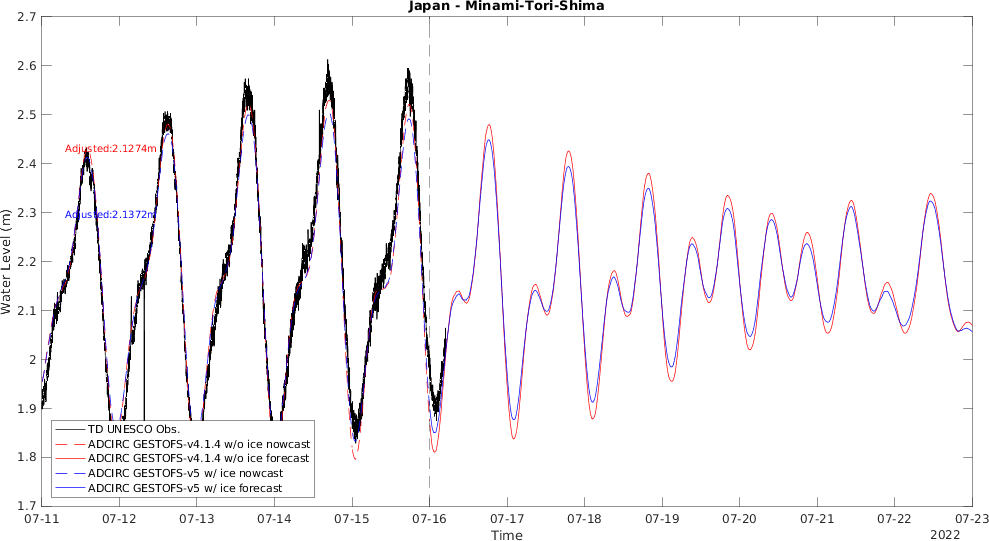 Japan - Minami-Tori-Shima
2.7
2.6
2.5
2.4
2.3
2.2
2.1
2
1.9
1.8
1.7
Water Level (m)
Adjusted:2.1274m
Adjusted:2.1372m
TD UNESCO Obs.
ADCIRC GESTOFS-v4.1.4 w/o ice nowcast
ADCIRC GESTOFS-v4.1.4 w/o ice forecast
ADCIRC GESTOFS-v5 w/ ice nowcast
ADCIRC GESTOFS-v5 w/ ice forecast
07-11 07-12 07-13 07-14 07-15 07-16 07-17 07-18 07-19 07-20 07-21 07-22 07-23
Time
2022